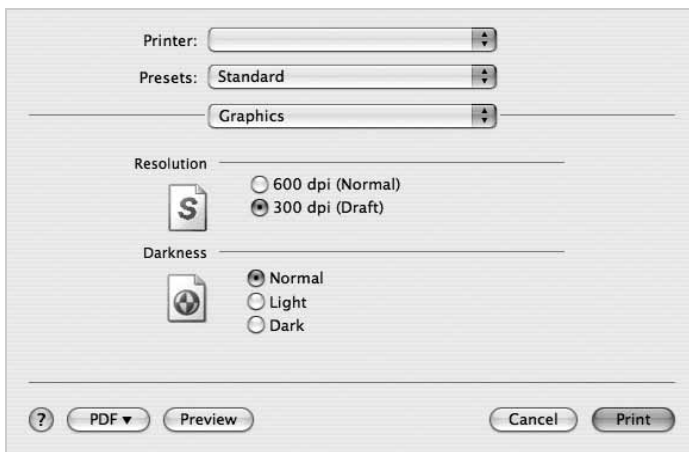 Printer:
Presets: Standard
Graphics
Resolution
600 dpi (Normal)
S
300 dpi (Draft)
Darkness
Normal
Light
Dark
? PDF▼ Preview Cancel Print